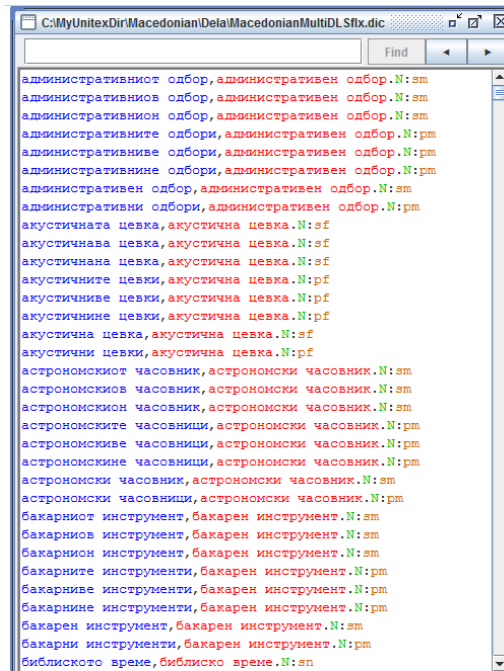 C:\MyUnitexDir\Macedonian\Dela\MacedonianMultiDLSflx.dic
Find
административниот одбор,административен одбор.N:sm
административниов одбор,административен одбор.N:sm
административнион одбор,административен одбор.N:sm
административните одбори,административен одбор.N:pm
административниве одбори,административен одбор.N:pm
административнине одбори,административен одбор.N:pm
административен одбор,административен одбор.N:sm
административни одбори,административен одбор.N:pm
акустичната цевка,акустична цевка.N:sf
акустичнава цевка,акустична цевка.N:sf
акустичнана цевка,акустична цевка.N:sf
акустичните цевки,акустична цевка.N:pf
акустичниве цевки,акустична цевка.N:pf
акустичнине цевки,акустична цевка.N:pf
акустична цевка,акустична цевка.N:sf
акустични цевки,акустична цевка.N:pf
астрономскиот часовник,астрономски часовник.N:sm
астрономскиов часовник,астрономски часовник.N:sm
астрономскион часовник,астрономски часовник.N:sm
астрономските часовници,астрономски часовник.N:pm
астрономскиве часовници,астрономски часовник.N:pm
астрономскине часовници,астрономски часовник.N:pm
астрономски часовник,астрономски часовник.N:sm
астрономски часовници,астрономски часовник.N:pm
бакарниот инструмент,бакарен инструмент.N:sm
бакарниов инструмент,бакарен инструмент.N:sm
бакарнион инструмент,бакарен инструмент.N:sm
бакарните инструменти,бакарен инструмент.N:pm
бакарниве инструменти,бакарен инструмент.N:pm
бакарнине инструменти,бакарен инструмент.N:pm
бакарен инструмент,бакарен инструмент.N:sm
бакарни инструменти,бакарен инструмент.N:pm
библиското време,библиско време.N:sn